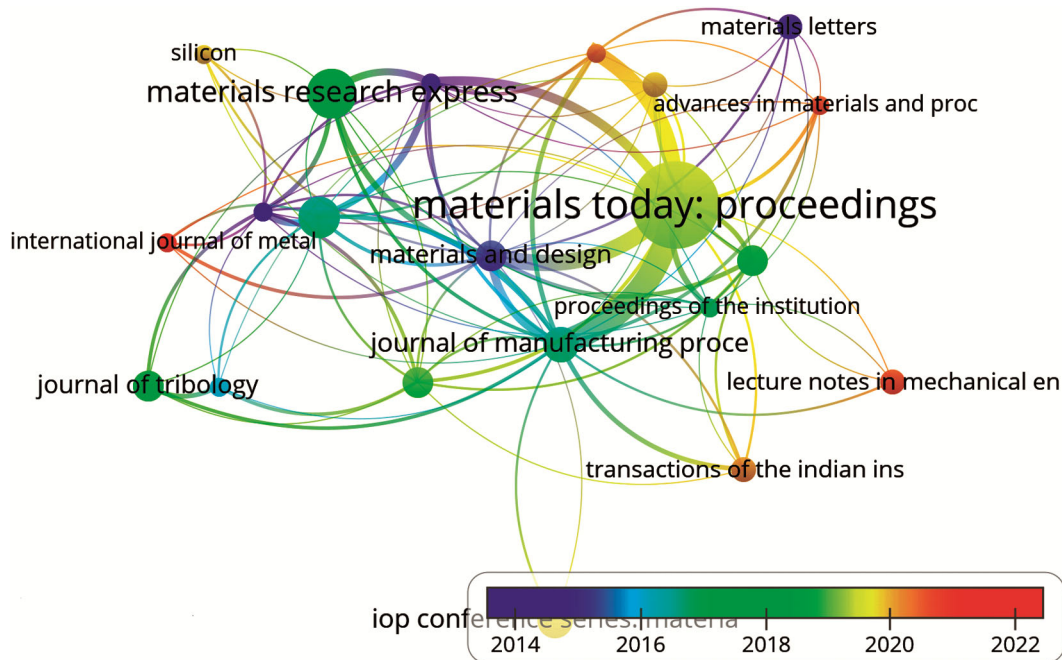 materials letters
silicon
materials research express
advances in materials and proc
materials today: proceedings
international journal of metal
materials and design
proceedings of the institution
journal of manufacturing proce
journal of tribology
lecture notes in mechanical en
transactions of the indian ins
iop conference series: materia
2014 2016 2018 2020 2022